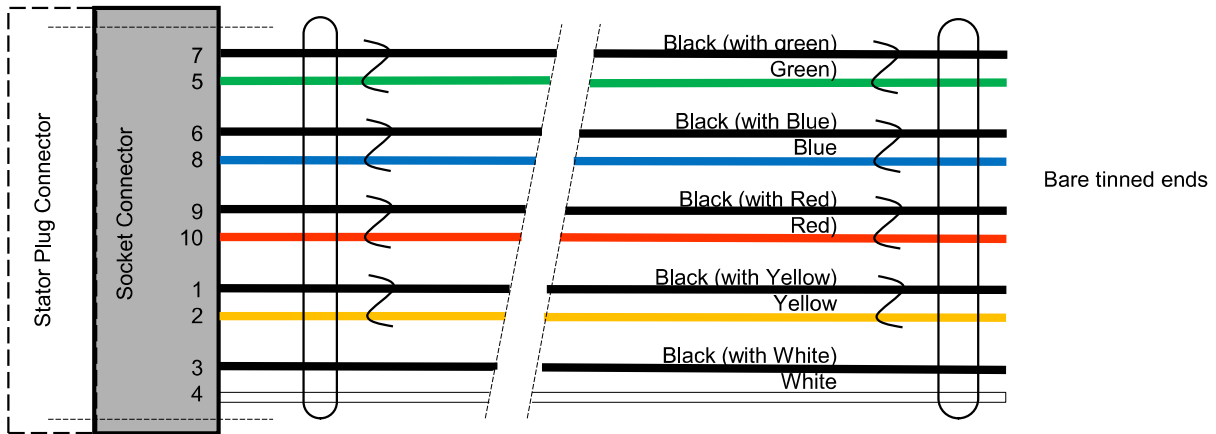 Stator Plug Connector
Socket Connector
7
Black (with green)
5
Green)
6
Black (with Blue)
8
Blue
9
Black (with Red)
10
Red)
1
Black (with Yellow)
2
Yellow
3
Black (with White)
4
White
Bare tinned ends